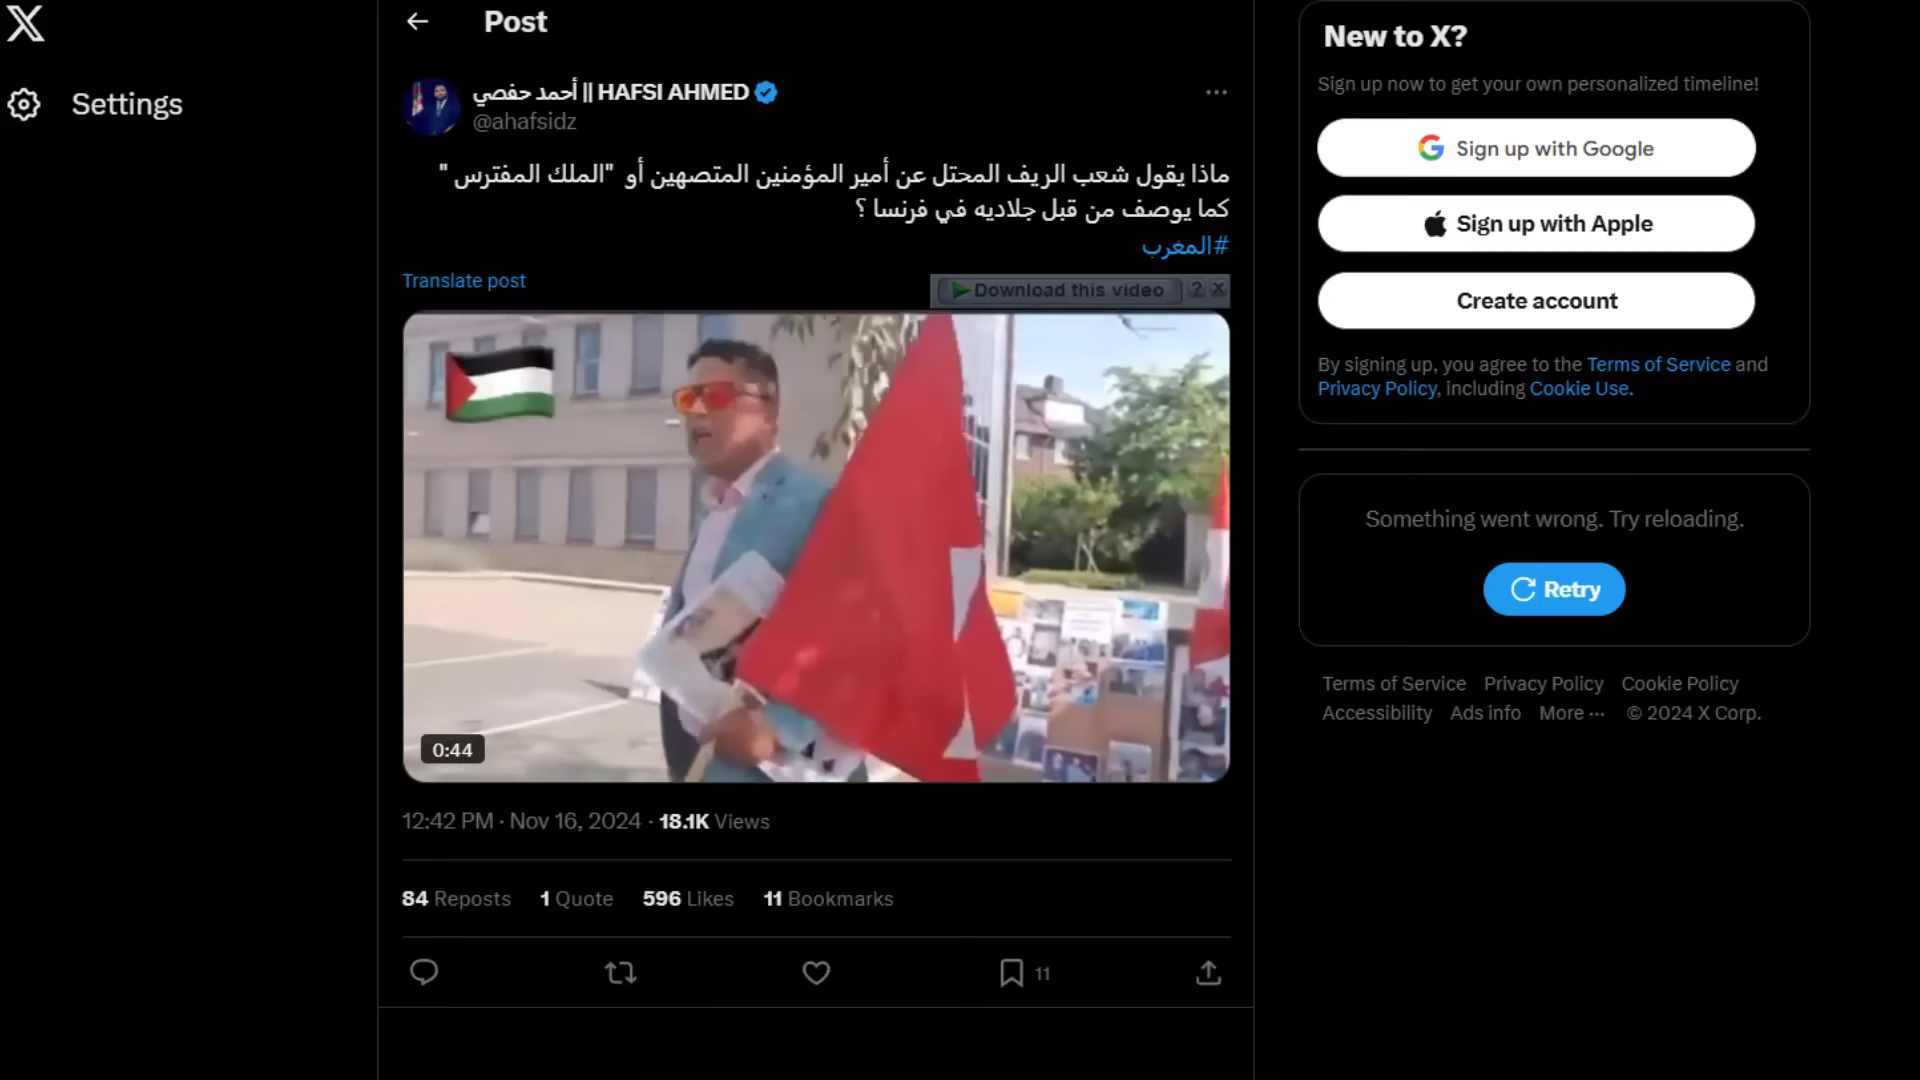 Settings
Post
أحمد حفصي || HAFSI AHMED
@ahafsidz
ماذا يقول شعب الريف المحتل عن أمير المؤمنين المتصهين أو "الملك المفترس "
كما يوصف من قبل جلاديه في فرنسا ؟
#المغرب
Translate post
Download this video ? X
0:44
12:42 PM · Nov 16, 2024 · 18.1K Views
84 Reposts 1 Quote 596 Likes 11 Bookmarks
11
New to X?
Sign up now to get your own personalized timeline!
Sign up with Google
Sign up with Apple
Create account
By signing up, you agree to the Terms of Service and
Privacy Policy, including Cookie Use.
Something went wrong. Try reloading.
Retry
Terms of Service Privacy Policy Cookie Policy
Accessibility Ads info More ··· © 2024 X Corp.